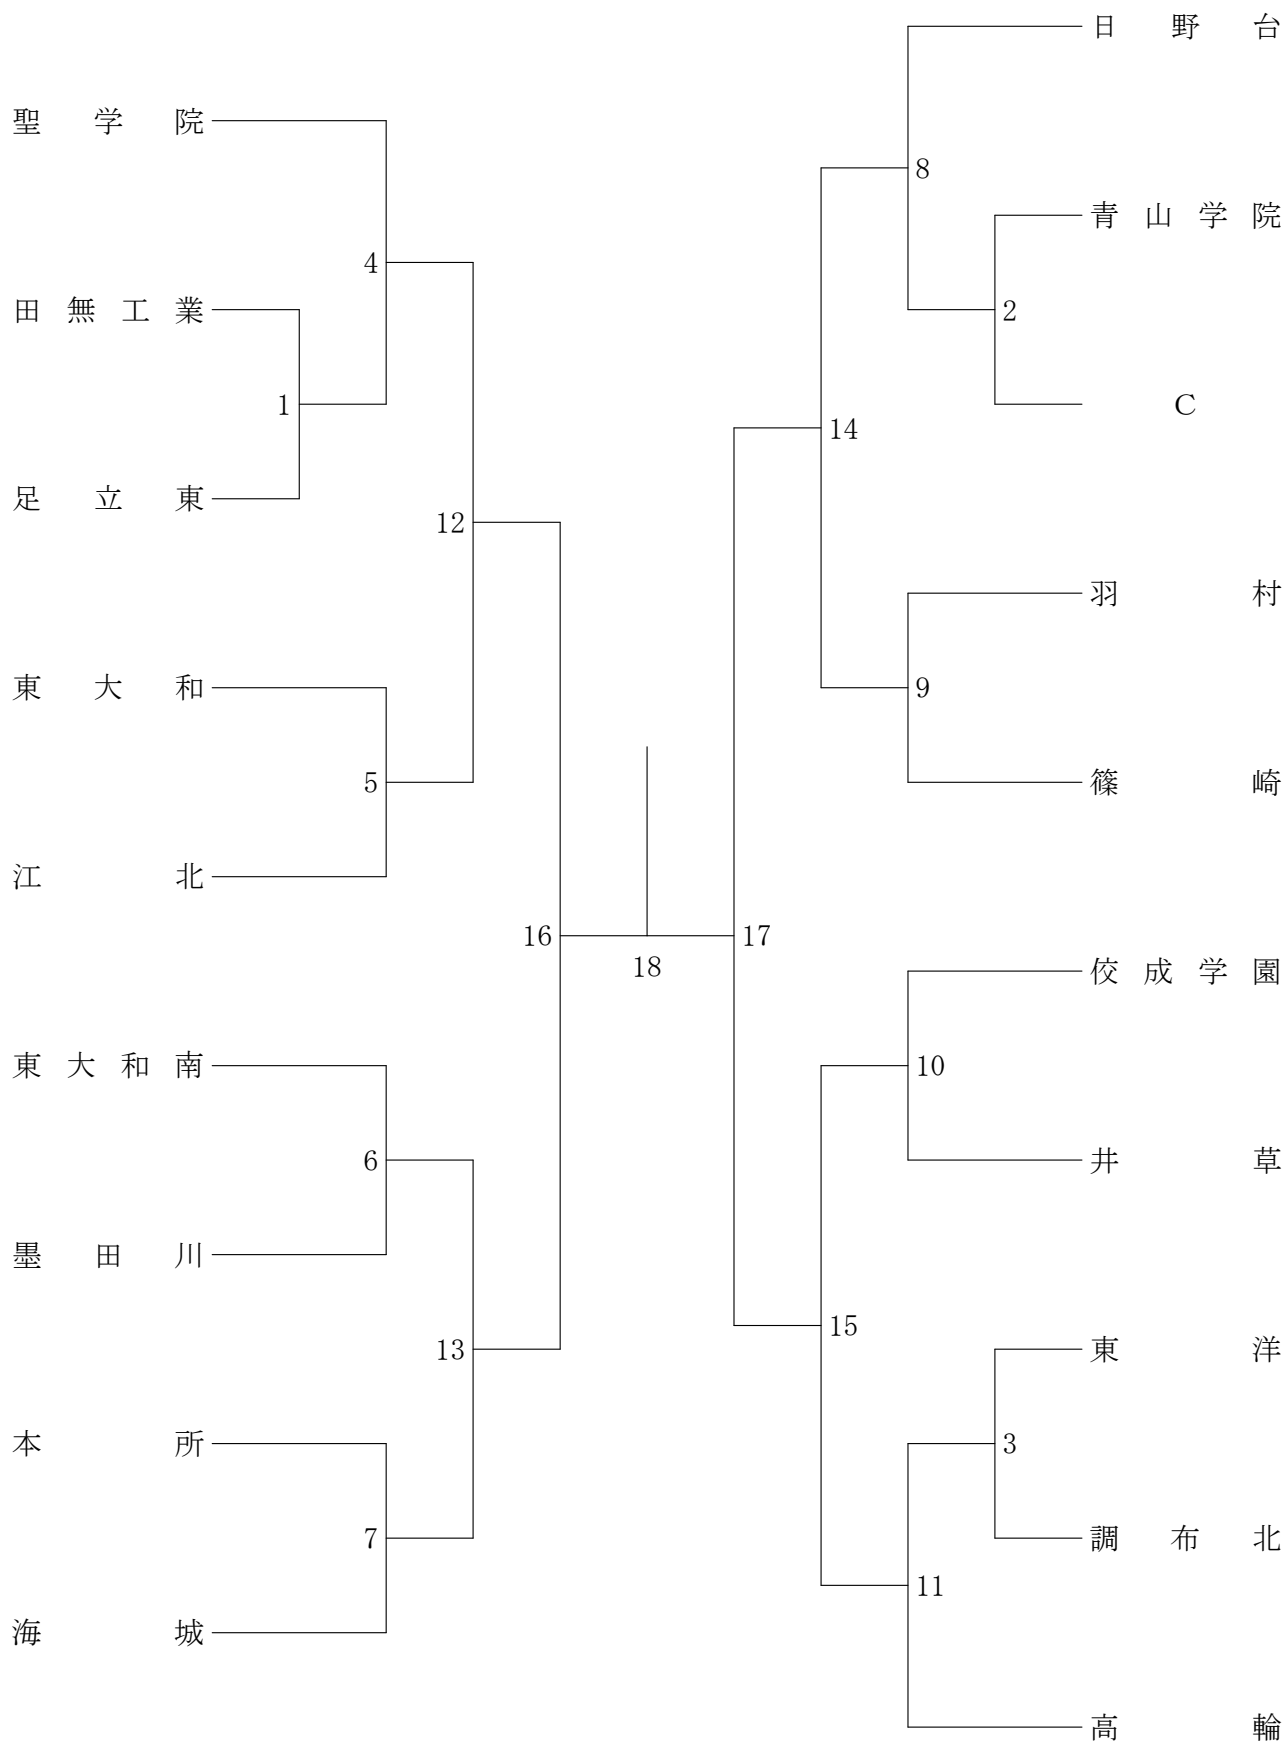 聖学院
4
田無工業
1
足立東
12
東大和
5
江北
16
18
東大和南
6
墨田川
13
本所
7
海城
日野台
8
青山学院
2
C
14
羽村
9
篠崎
17
佼成学園
10
井草
15
東洋
3
調布北
11
高輪